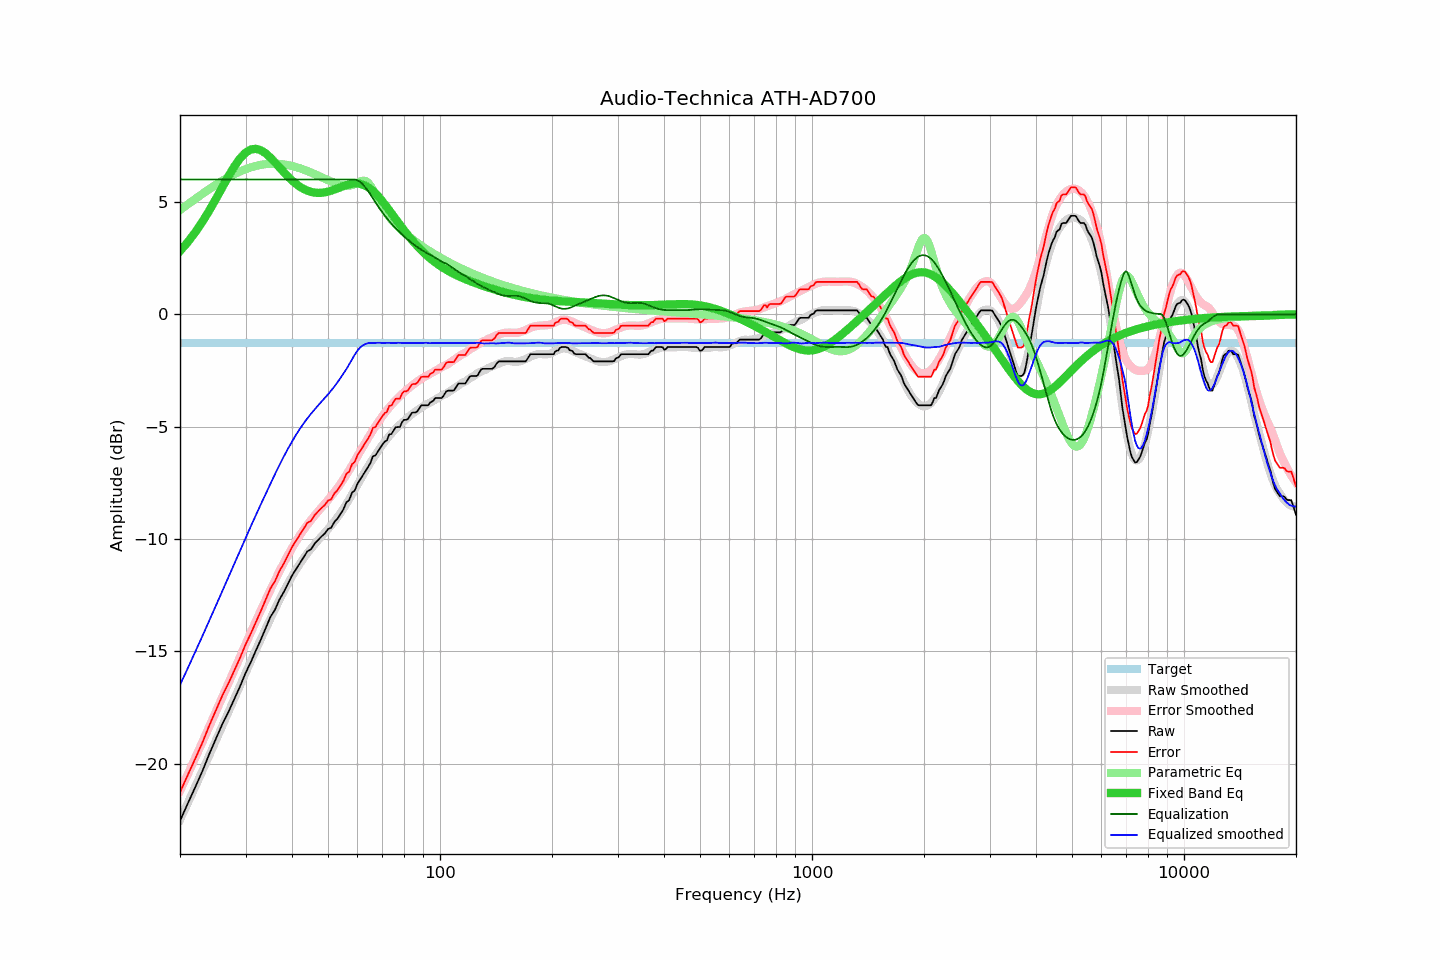 Audio-Technica ATH-AD700
5
0
−5
−10
−15
−20
Amplitude (dBr)
100
1000
10000
Frequency (Hz)
Target
Raw Smoothed
Error Smoothed
Raw
Error
Parametric Eq
Fixed Band Eq
Equalization
Equalized smoothed